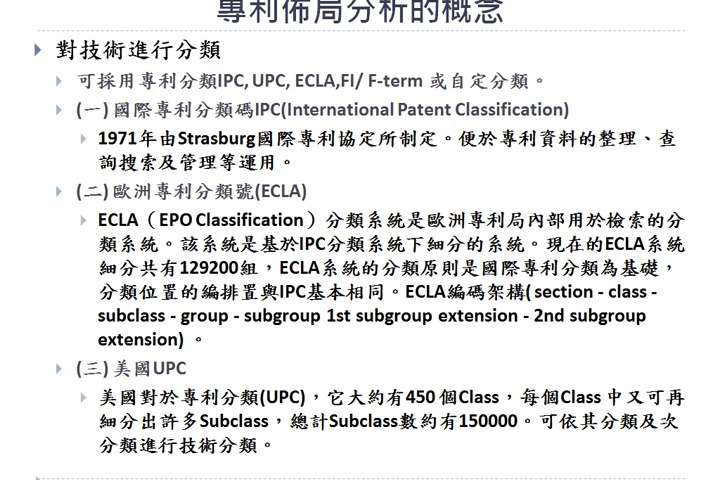 專利佈局分析的概念
對技術進行分類
可採用專利分類IPC, UPC, ECLA,FI/ F-term 或自定分類。
(一) 國際專利分類碼IPC(International Patent Classification)
1971年由Strasburg國際專利協定所制定。便於專利資料的整理、查
詢搜索及管理等運用。
(二) 歐洲專利分類號(ECLA)
ECLA（EPO Classification）分類系統是歐洲專利局內部用於檢索的分
類系統。該系統是基於IPC分類系統下細分的系統。現在的ECLA系統
細分共有129200組，ECLA系統的分類原則是國際專利分類為基礎，
分類位置的編排置與IPC基本相同。ECLA編碼架構( section - class -
subclass - group - subgroup 1st subgroup extension - 2nd subgroup
extension) 。
(三) 美國UPC
美國對於專利分類(UPC)，它大約有450 個Class，每個Class 中又可再
細分出許多Subclass，總計Subclass數約有150000。可依其分類及次
分類進行技術分類。